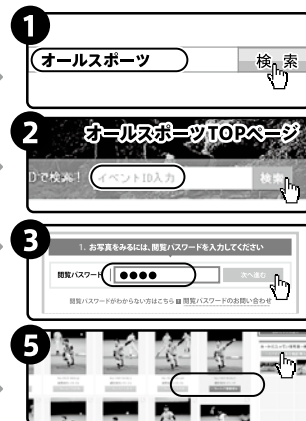 1
オールスポーツ
検索
2
オールスポーツTOPページ
Dで検索!
イベントID入力
検索
3
1. お写真をみるには、閲覧パスワードを入力してください
閲覧パスワード ●●●●
次へ進む
閲覧パスワードがわからない方はこちら 閲覧パスワードのお問い合わせ
5